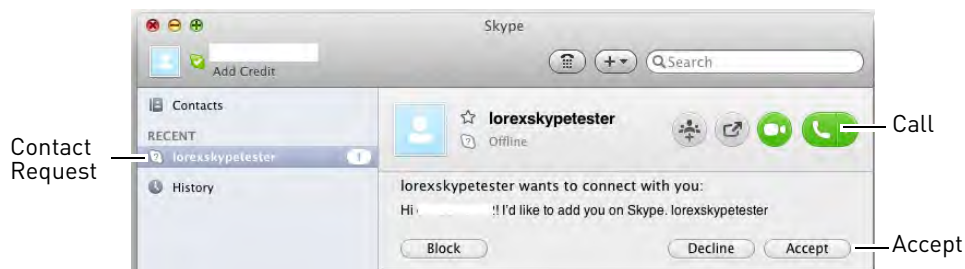 Skype
Add Credit
Search
Contacts
RECENT
lorexskypetester 1
History
lorexskypetester
Offline
lorexskypetester wants to connect with you:
Hi !! I'd like to add you on Skype. lorexskypetester
Block
Decline
Accept
Contact
Request
Call
Accept